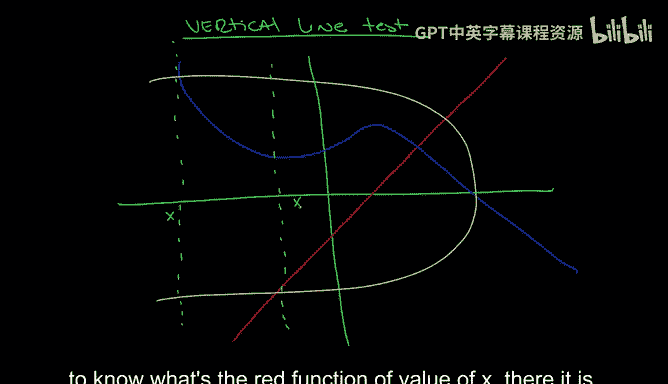 VERTICAL LINE test
GPT中英字幕课程资源 bilibili
x
x
to know what's the red function of value of x, there it is